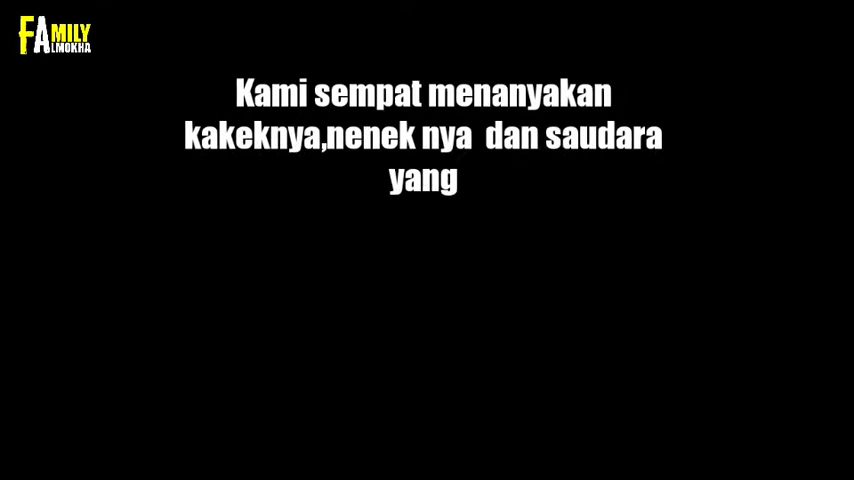 FAMILY
ALMOKHA
Kami sempat menanyakan
kakeknya,nenek nya  dan saudara
yang